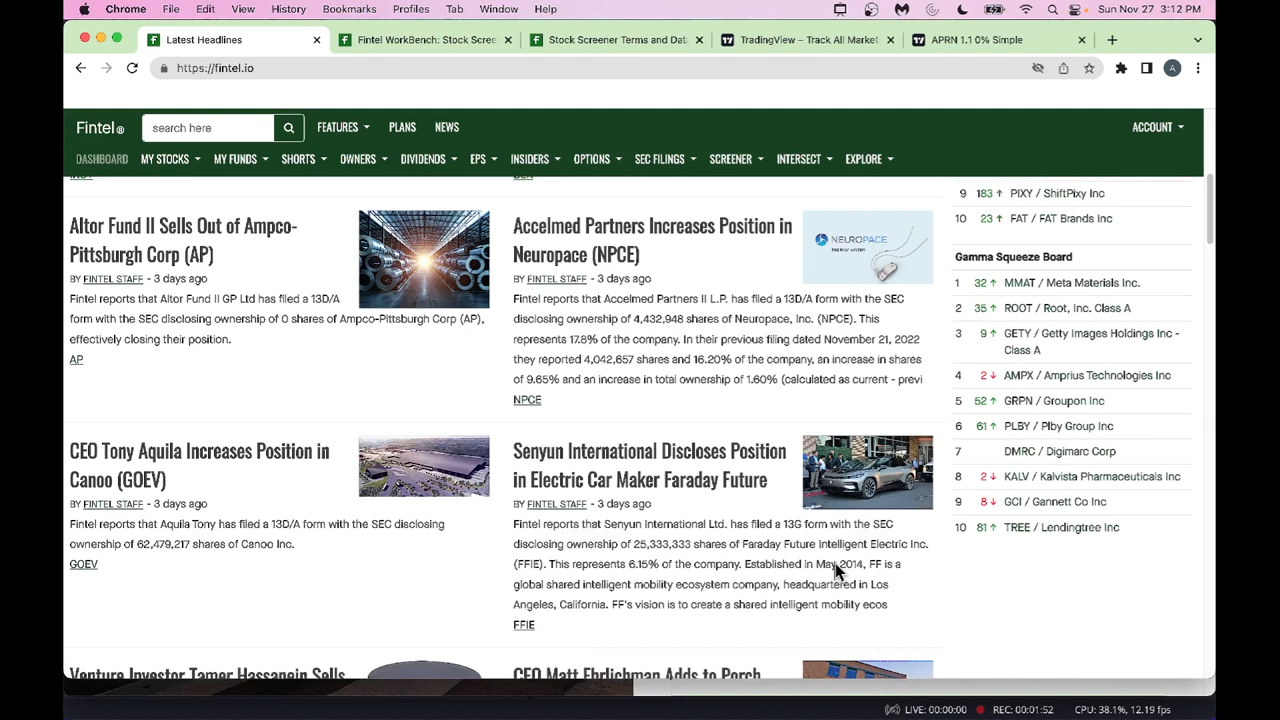 Chrome File Edit View History Bookmarks Profiles Tab Window Help Sun Nov 27 3:12 PM
Latest Headlines
Fintel WorkBench: Stock Scree
Stock Screener Terms and Dat
TradingView – Track All Market
APRN 1.1 0% Simple
https://fintel.io
A
Fintel®
search here
FEATURES PLANS NEWS ACCOUNT
DASHBOARD MY STOCKS MY FUNDS SHORTS OWNERS DIVIDENDS EPS INSIDERS OPTIONS SEC FILINGS SCREENER INTERSECT EXPLORE
Altor Fund II Sells Out of Ampco-
Pittsburgh Corp (AP)
BY FINTEL STAFF - 3 days ago
Fintel reports that Altor Fund II GP Ltd has filed a 13D/A
form with the SEC disclosing ownership of 0 shares of Ampco-Pittsburgh Corp (AP),
effectively closing their position.
AP
Accelmed Partners Increases Position in
Neuropace (NPCE)
NEUROPACE
BY FINTEL STAFF - 3 days ago
Fintel reports that Accelmed Partners II L.P. has filed a 13D/A form with the SEC
disclosing ownership of 4,432,948 shares of Neuropace, Inc. (NPCE). This
represents 17.8% of the company. In their previous filing dated November 21, 2022
they reported 4,042,657 shares and 16.20% of the company, an increase in shares
of 9.65% and an increase in total ownership of 1.60% (calculated as current - previ
NPCE
CEO Tony Aquila Increases Position in
Canoo (GOEV)
BY FINTEL STAFF - 3 days ago
Fintel reports that Aquila Tony has filed a 13D/A form with the SEC disclosing
ownership of 62,479,217 shares of Canoo Inc.
GOEV
Senyun International Discloses Position
in Electric Car Maker Faraday Future
BY FINTEL STAFF - 3 days ago
Fintel reports that Senyun International Ltd. has filed a 13G form with the SEC
disclosing ownership of 25,333,333 shares of Faraday Future Intelligent Electric Inc.
(FFIE). This represents 6.15% of the company. Established in May 2014, FF is a
global shared intelligent mobility ecosystem company, headquartered in Los
Angeles, California. FF's vision is to create a shared intelligent mobility ecos
FFIE
Venture Investor Tamer Hassanein Sells
CEO Matt Ehrlichman Adds to Porch
9 183 ↑ PIXY / ShiftPixy Inc
10 23 ↑ FAT / FAT Brands Inc
Gamma Squeeze Board
1 32 ↑ MMAT / Meta Materials Inc.
2 35 ↑ ROOT / Root, Inc. Class A
3 9 ↑ GETY / Getty Images Holdings Inc -
Class A
4 2 ↓ AMPX / Amprius Technologies Inc
5 52 ↑ GRPN / Groupon Inc
6 61 ↑ PLBY / Plby Group Inc
7 DMRC / Digimarc Corp
8 2 ↓ KALV / Kalvista Pharmaceuticals Inc
9 8 ↓ GCI / Gannett Co Inc
10 81 ↑ TREE / Lendingtree Inc
LIVE: 00:00:00 REC: 00:01:52 CPU: 38.1%, 12.19 fps